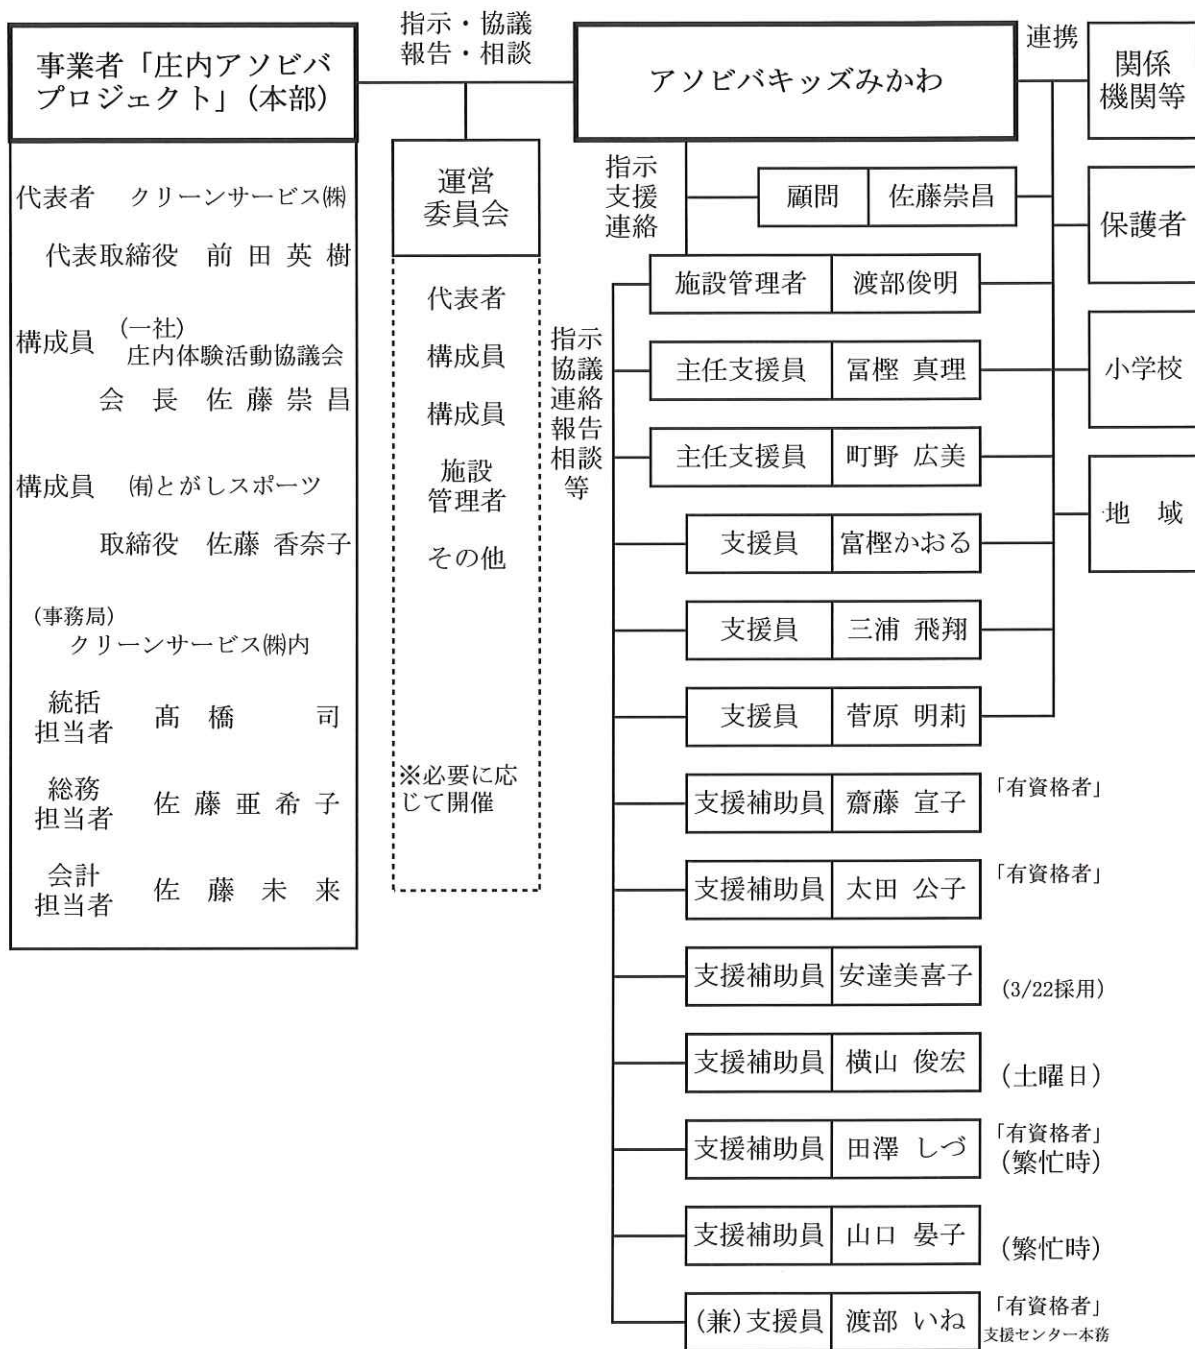 事業者「庄内アソビバ
プロジェクト」(本部)
代表者 クリーンサービス㈱
代表取締役 前田英樹
構成員 (一社)
庄内体験活動協議会
会長 佐藤崇昌
構成員 ㈲とがしスポーツ
取締役 佐藤 香奈子
(事務局)
クリーンサービス㈱内
統括
担当者 髙橋 司
総務
担当者 佐藤亜希子
会計
担当者 佐藤未来
指示・協議
報告・相談
運営
委員会
代表者
構成員
構成員
施設
管理者
その他
※必要に応
じて開催
アソビバキッズみかわ
指示
支援
連絡
顧問 佐藤崇昌
指示
協議
連絡
報告
相談
等
施設管理者 渡部俊明
主任支援員 冨樫 真理
主任支援員 町野 広美
支援員 富樫かおる
支援員 三浦 飛翔
支援員 菅原 明莉
支援補助員 齋藤 宣子 「有資格者」
支援補助員 太田 公子 「有資格者」
支援補助員 安達美喜子 (3/22採用)
支援補助員 横山 俊宏 (土曜日)
支援補助員 田澤 しづ 「有資格者」
(繁忙時)
支援補助員 山口 晏子 (繁忙時)
(兼)支援員 渡部 いね 「有資格者」
支援センター本務
連携
関係
機関等
保護者
小学校
地域